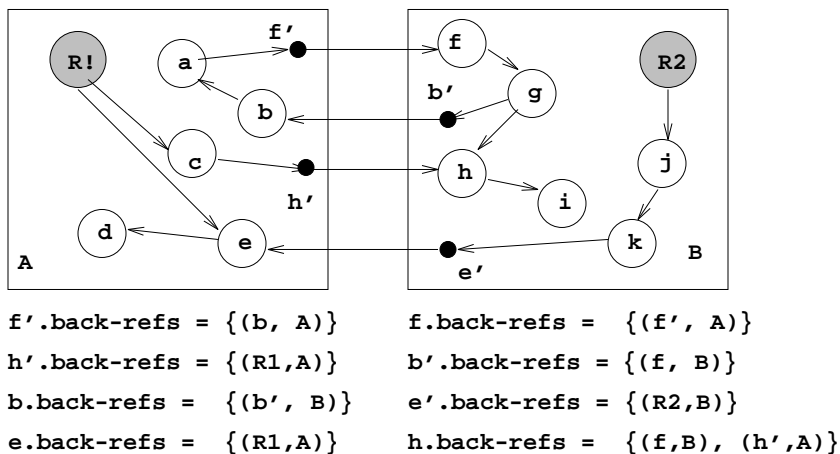 f'
f
R!
R2
a
b'
g
b
c
h
j
h'
i
d
e
k
A
B
e'
f'.back-refs = {(b, A)}
f.back-refs = {(f', A)}
h'.back-refs = {(R1,A)}
b'.back-refs = {(f, B)}
b.back-refs = {(b', B)}
e'.back-refs = {(R2,B)}
e.back-refs = {(R1,A)}
h.back-refs = {(f,B), (h',A)}